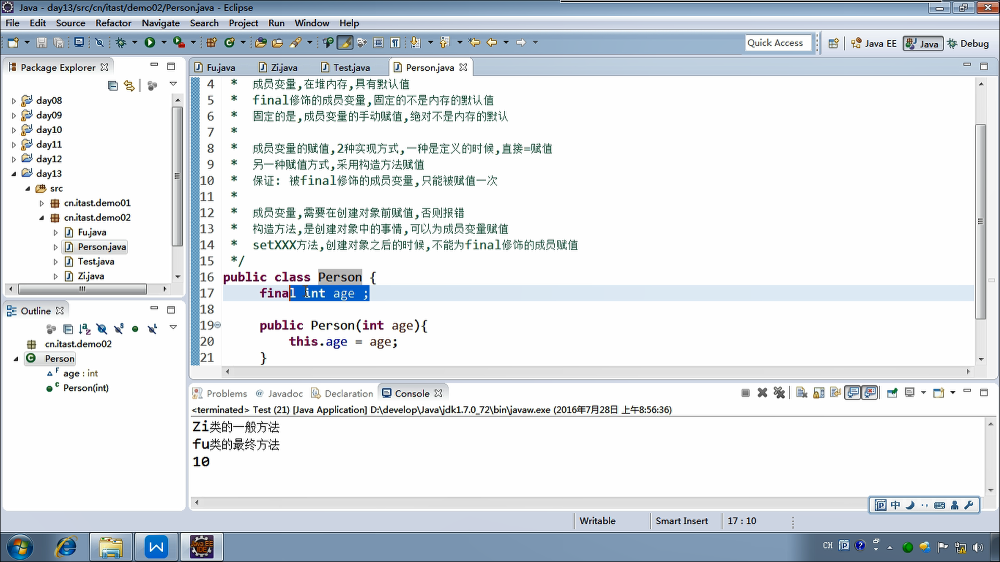 Java - day13/src/cn/itast/demo02/Person.java - Eclipse
File Edit Source Refactor Navigate Search Project Run Window Help
Quick Access Java EE Java Debug
Package Explorer
day08
day09
day10
day11
day12
day13
src
cn.itast.demo01
cn.itast.demo02
Fu.java
Person.java
Test.java
Zi.java
Outline
cn.itast.demo02
Person
age : int
Person(int)
Fu.java Zi.java Test.java Person.java
4 * 成员变量,在堆内存,具有默认值
5 * final修饰的成员变量,固定的不是内存的默认值
6 * 固定的是,成员变量的手动赋值,绝对不是内存的默认
7 *
8 * 成员变量的赋值,2种实现方式,一种是定义的时候,直接=赋值
9 * 另一种赋值方式,采用构造方法赋值
10 * 保证: 被final修饰的成员变量,只能被赋值一次
11 *
12 * 成员变量,需要在创建对象前赋值,否则报错
13 * 构造方法,是创建对象中的事情,可以为成员变量赋值
14 * setXXX方法,创建对象之后的时候,不能为final修饰的成员赋值
15 */
16 public class Person {
17 final int age ;
18
19 public Person(int age){
20 this.age = age;
21 }
Problems @ Javadoc Declaration Console
<terminated> Test (21) [Java Application] D:\develop\Java\jdk1.7.0_72\bin\javaw.exe (2016年7月28日 上午8:56:36)
Zi类的一般方法
fu类的最终方法
10
中
Writable Smart Insert 17 : 10
Java EE
IDE
CH